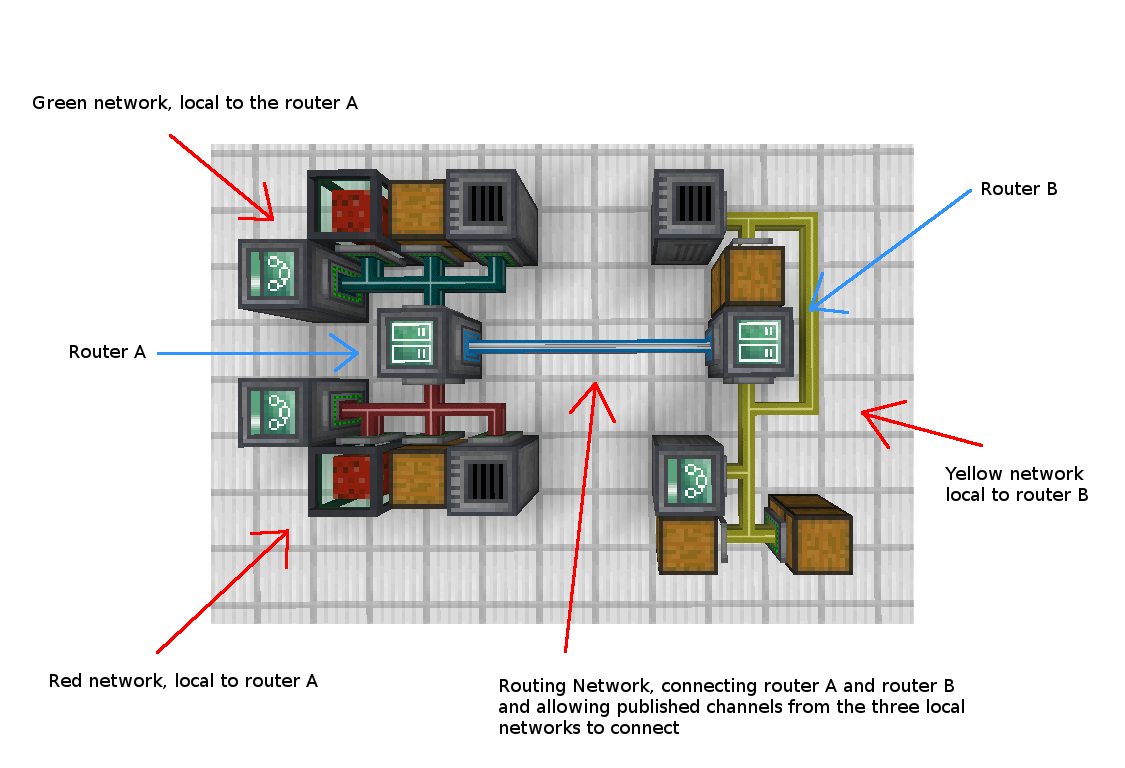 Green network, local to the router A
Router B
Router A
Yellow network
local to router B
Red network, local to router A
Routing Network, connecting router A and router B
and allowing published channels from the three local
networks to connect